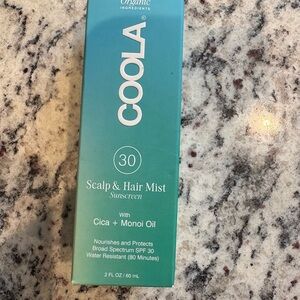 Organic
INGREDIENTS
COOLA®
30
Scalp & Hair Mist
Sunscreen
With
Cica + Monoi Oil
Nourishes and Protects
Broad Spectrum SPF 30
Water Resistant (80 Minutes)
2 FL OZ / 60 mL